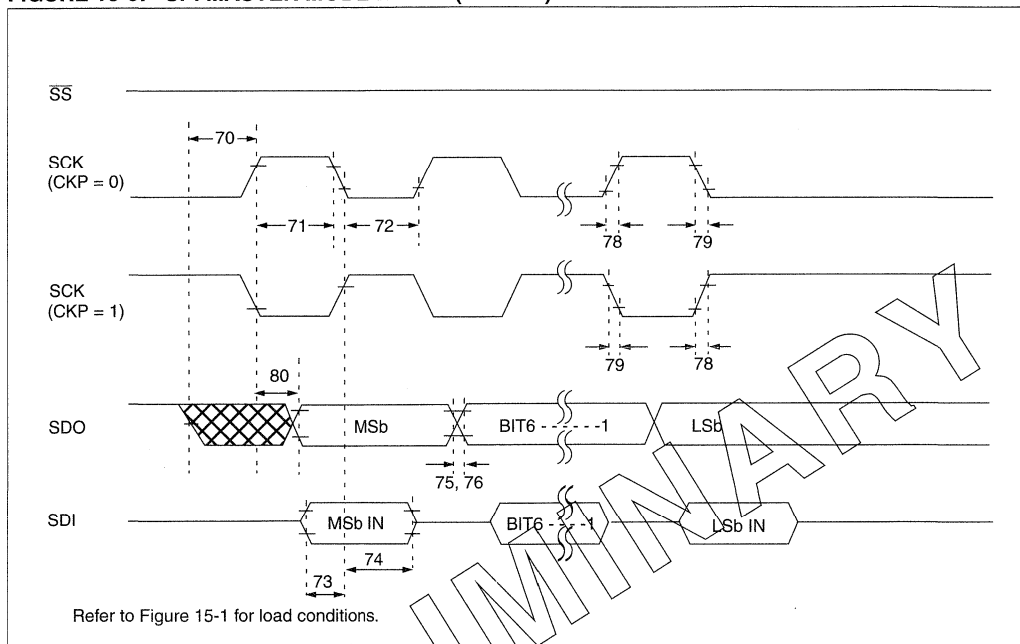 SS
70
SCK
(CKP = 0)
71
72
78
79
SCK
(CKP = 1)
79
78
80
SDO
MSb
BIT6 - - - - - -1
LSb
75, 76
SDI
MSb IN
BIT6 - - - -1
LSb IN
74
73
Refer to Figure 15-1 for load conditions.
IMINARY